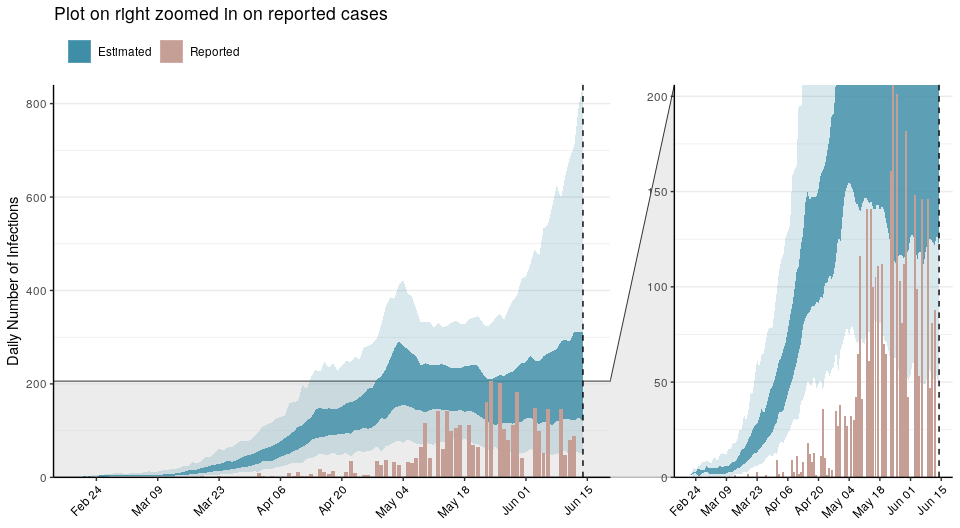 Plot on right zoomed in on reported cases
Estimated
Reported
Daily Number of Infections
800
600
400
200
0
Feb 24
Mar 09
Mar 23
Apr 06
Apr 20
May 04
May 18
Jun 01
Jun 15
200
150
100
50
0
Feb 24
Mar 09
Mar 23
Apr 06
Apr 20
May 04
May 18
Jun 01
Jun 15